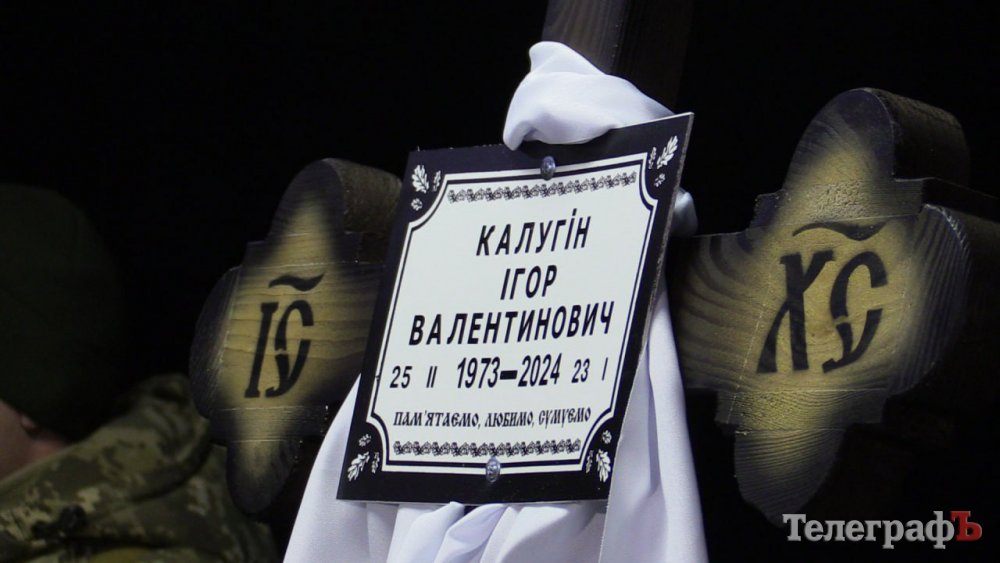 КАЛУГІН
ІГОР
ВАЛЕНТИНОВИЧ
25 II 1973—2024 23 I
ПАМ'ЯТАЄМО, ЛЮБИМО, СУМУЄМО
ІС
ХС
ТелеграфЪ